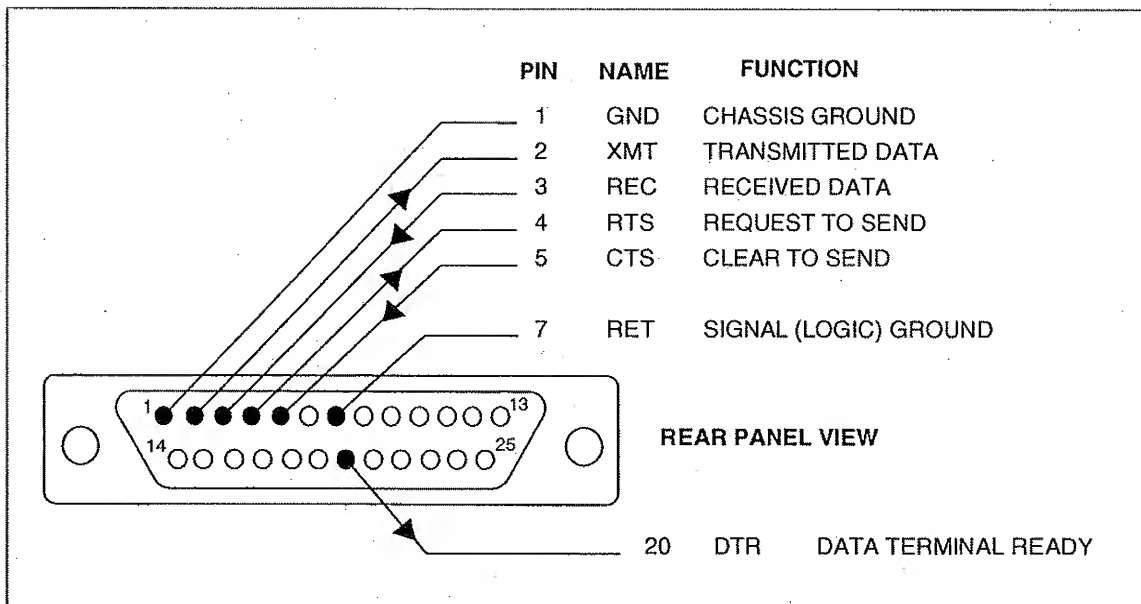 PIN NAME FUNCTION
1 GND CHASSIS GROUND
2 XMT TRANSMITTED DATA
3 REC RECEIVED DATA
4 RTS REQUEST TO SEND
5 CTS CLEAR TO SEND
7 RET SIGNAL (LOGIC) GROUND
1 13
REAR PANEL VIEW
14 25
20 DTR DATA TERMINAL READY